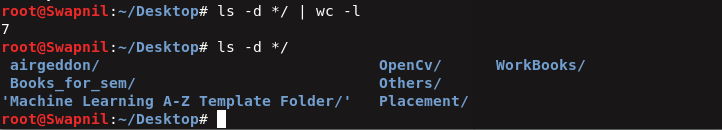 root@Swapnil:~/Desktop# ls -d */ | wc -l
7
root@Swapnil:~/Desktop# ls -d */
 airgeddon/                               OpenCv/      WorkBooks/
 Books_for_sem/                           Others/
'Machine Learning A-Z Template Folder/'   Placement/
root@Swapnil:~/Desktop#